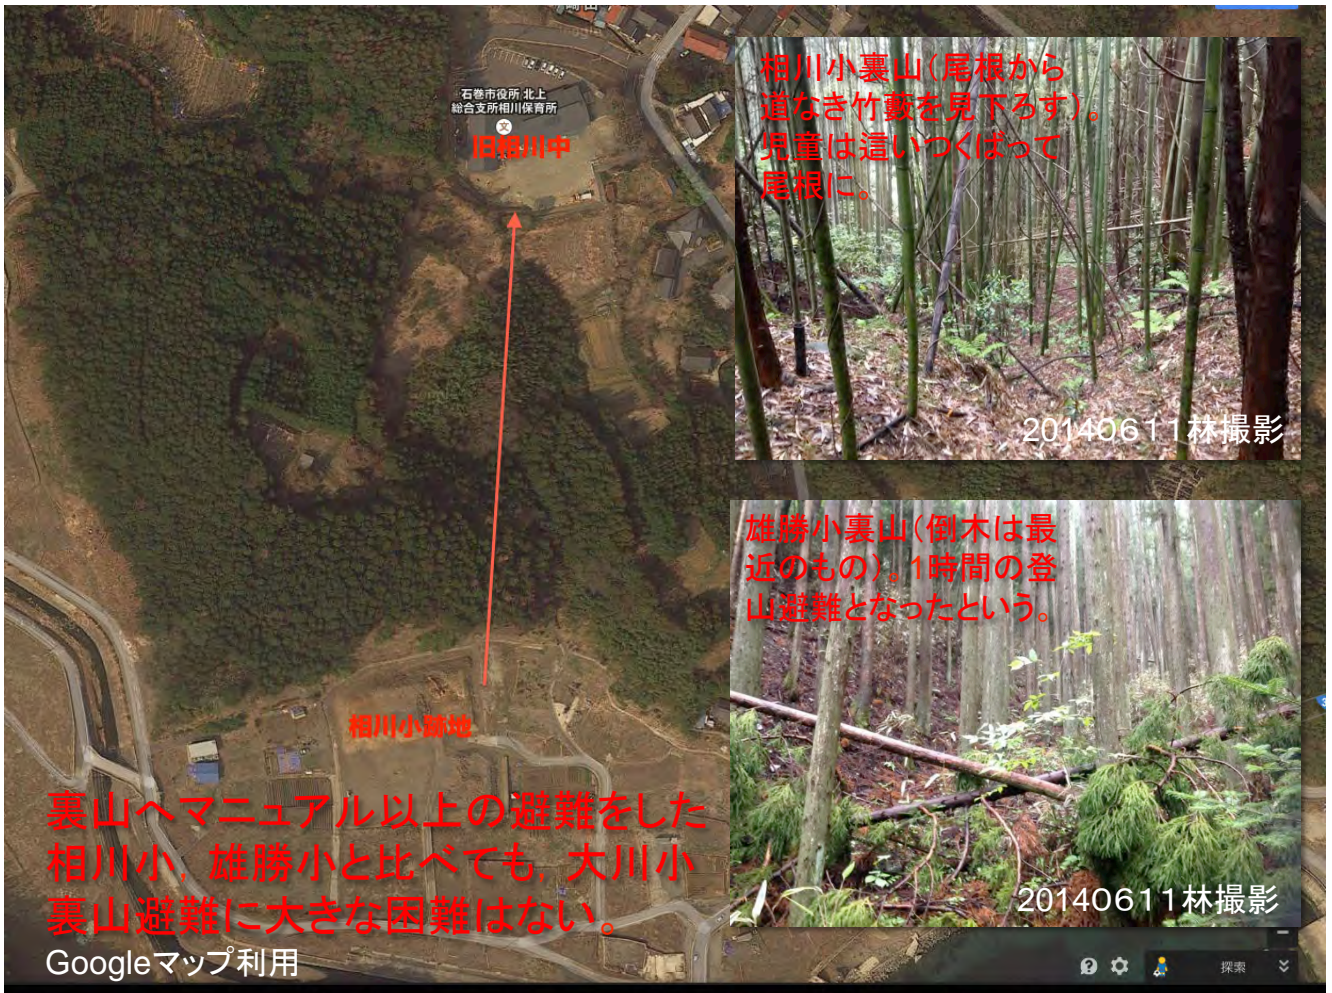 石巻市役所 北上
総合支所相川保育所
文
旧相川中
相川小裏山(尾根から
道なき竹藪を見下ろす)。
児童は這いつくばって
尾根に。
20140611林撮影
雄勝小裏山(倒木は最
近のもの)。1時間の登
山避難となったという。
20140611林撮影
相川小跡地
裏山へマニュアル以上の避難をした
相川小,雄勝小と比べても,大川小
裏山避難に大きな困難はない。
Googleマップ利用
探索